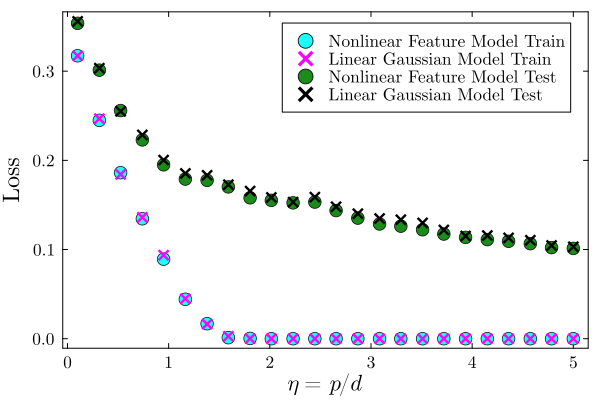 Nonlinear Feature Model Train
Linear Gaussian Model Train
Nonlinear Feature Model Test
Linear Gaussian Model Test
Loss
0.3
0.2
0.1
0.0
0 1 2 3 4 5
η = p/d